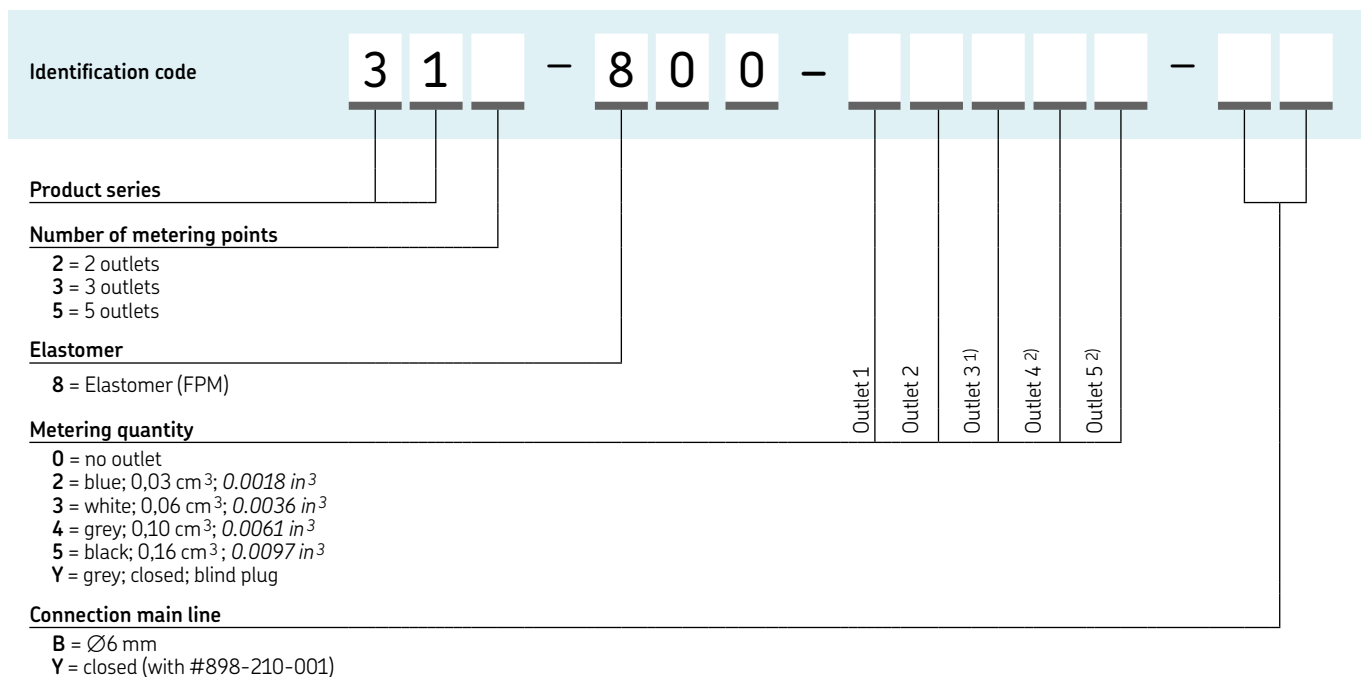 Identification code 3 1 – 8 0 0 – –
Product series
Number of metering points
2 = 2 outlets
3 = 3 outlets
5 = 5 outlets
Elastomer
8 = Elastomer (FPM)
Outlet 1
Outlet 2
Outlet 3 1)
Outlet 4 2)
Outlet 5 2)
Metering quantity
0 = no outlet
2 = blue; 0,03 cm3; 0.0018 in3
3 = white; 0,06 cm3; 0.0036 in3
4 = grey; 0,10 cm3; 0.0061 in3
5 = black; 0,16 cm3 ; 0.0097 in3
Y = grey; closed; blind plug
Connection main line
B = ∅6 mm
Y = closed (with #898-210-001)